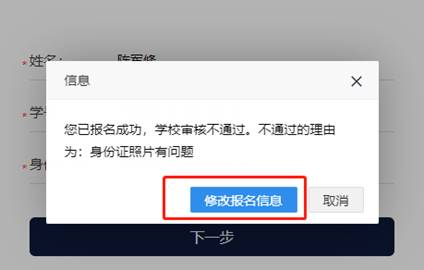 姓名：
信息
您已报名成功，学校审核不通过。不通过的理由
为：身份证照片有问题
修改报名信息
取消
下一步